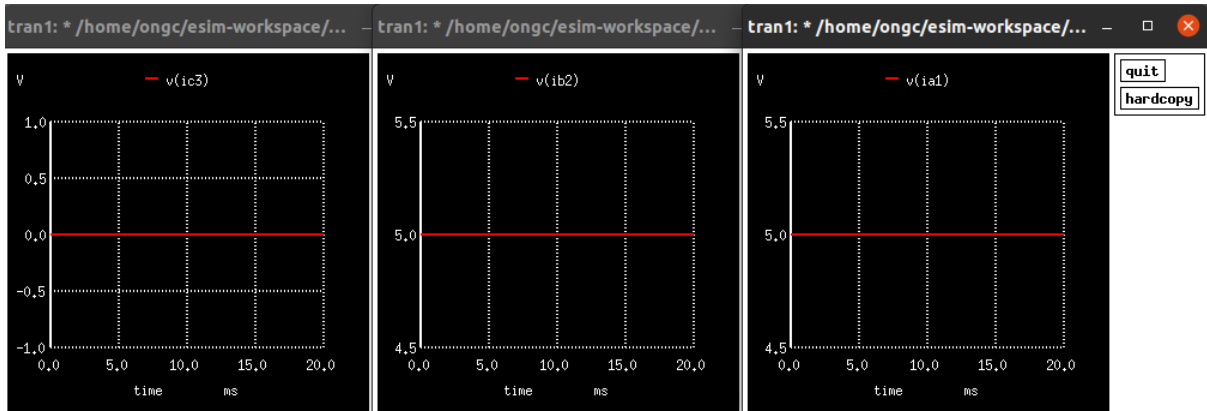 tran1: * /home/ongc/esim-workspace/...
tran1: * /home/ongc/esim-workspace/...
tran1: * /home/ongc/esim-workspace/...
V
v(ic3)
1.0
0.5
0.0
-0.5
-1.0
0.0 5.0 10.0 15.0 20.0
time ms
V
v(ib2)
5.5
5.0
4.5
0.0 5.0 10.0 15.0 20.0
time ms
V
v(ia1)
5.5
5.0
4.5
0.0 5.0 10.0 15.0 20.0
time ms
quit
hardcopy